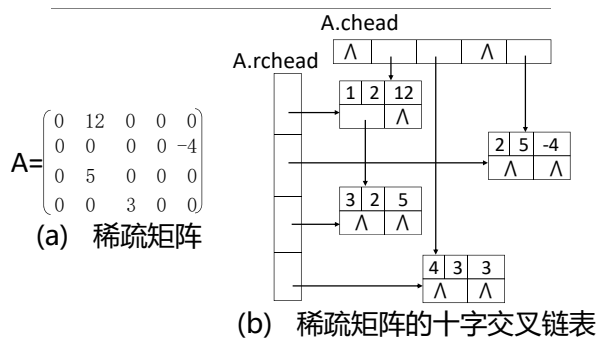 A.chead
Λ Λ
A.rchead
1 2 12
Λ
A=
0 12 0 0 0
0 0 0 0 -4
0 5 0 0 0
0 0 3 0 0
2 5 -4
Λ Λ
3 2 5
Λ Λ
4 3 3
Λ Λ
(a) 稀疏矩阵
(b) 稀疏矩阵的十字交叉链表